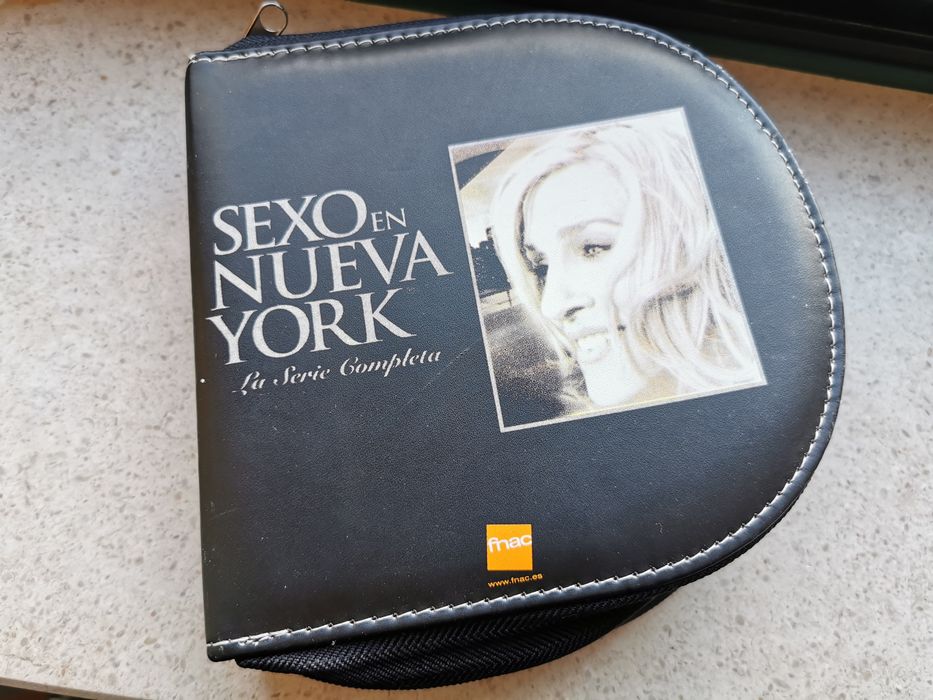 SEXO EN
NUEVA
YORK
La Serie Completa
fnac
www.fnac.es